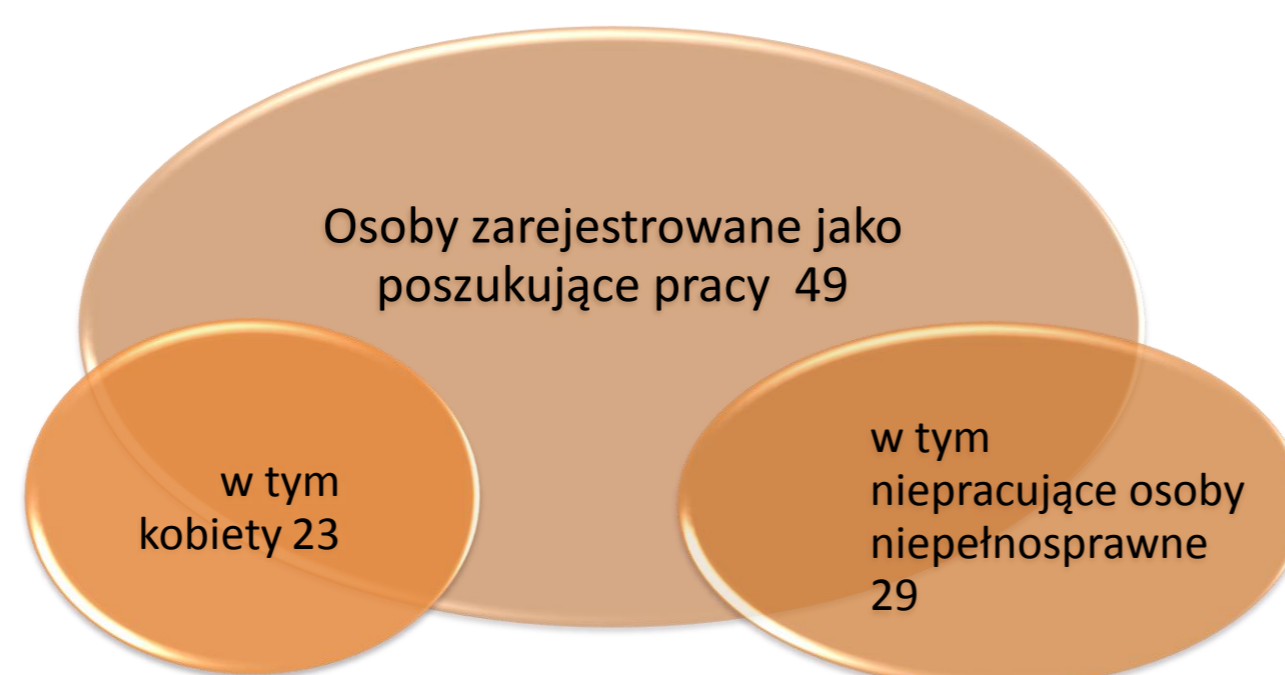 Osoby zarejestrowane jako
poszukujące pracy 49
w tym
kobiety 23
w tym
niepracujące osoby
niepełnosprawne
29